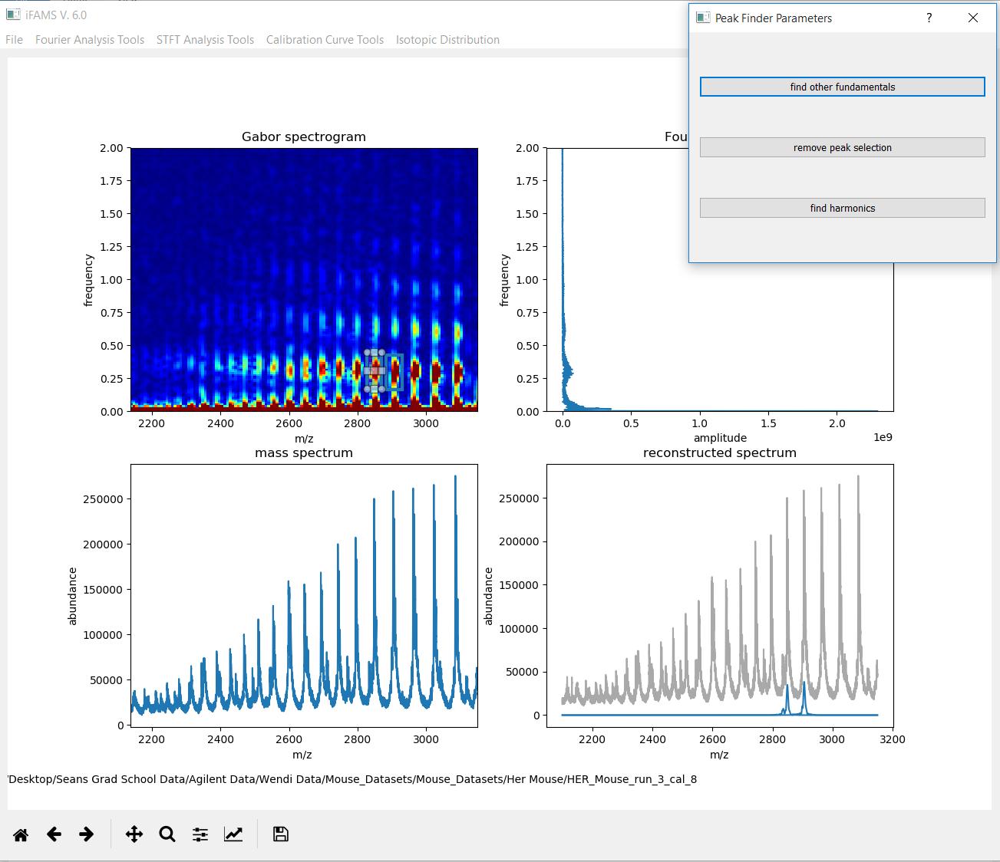 iFAMS V. 6.0
File Fourier Analysis Tools STFT Analysis Tools Calibration Curve Tools Isotopic Distribution
Peak Finder Parameters
?
find other fundamentals
remove peak selection
find harmonics
Gabor spectrogram
2.00
1.75
1.50
1.25
1.00
0.75
0.50
0.25
0.00
frequency
2200 2400 2600 2800 3000
m/z
Fou
2.00
1.75
1.50
1.25
1.00
0.75
0.50
0.25
0.00
frequency
0.0 0.5 1.0 1.5 2.0
1e9
amplitude
mass spectrum
250000
200000
150000
100000
50000
0
abundance
2200 2400 2600 2800 3000
m/z
reconstructed spectrum
250000
200000
150000
100000
50000
0
abundance
2200 2400 2600 2800 3000 3200
m/z
/Desktop/Seans Grad School Data/Agilent Data/Wendi Data/Mouse_Datasets/Mouse_Datasets/Her Mouse/HER_Mouse_run_3_cal_8